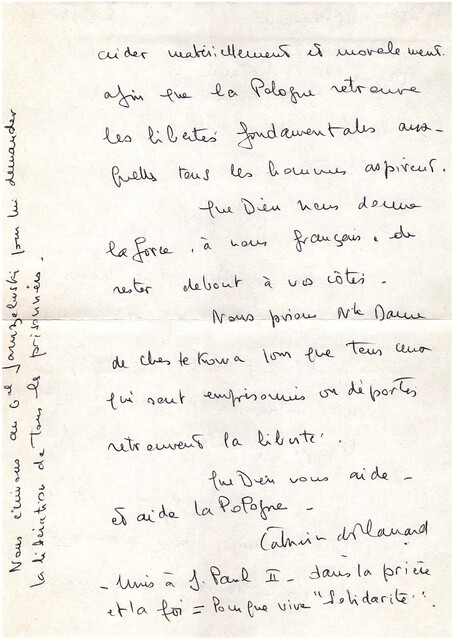 aider matériellement et moralement.
afin que la Pologne retrouve
les libertés fondamentales aux-
quelles tous les hommes aspirent.
Que Dieu nous donne
la force, à nous français, de
rester debout à vos côtés -
Nous prions Nte Dame
de Chestekowa pour que tous ceux
qui sont emprisonnés ou déportés
retrouvent la liberté.
Que Dieu vous aide -
et aide la Pologne -
- Unis à J. Paul II - dans la prière
et la foi = Pour que vive "Solidarité".
Nous écrivons au Gal Jaruzelwski pour lui demander
la libération de tous les prisonniers.